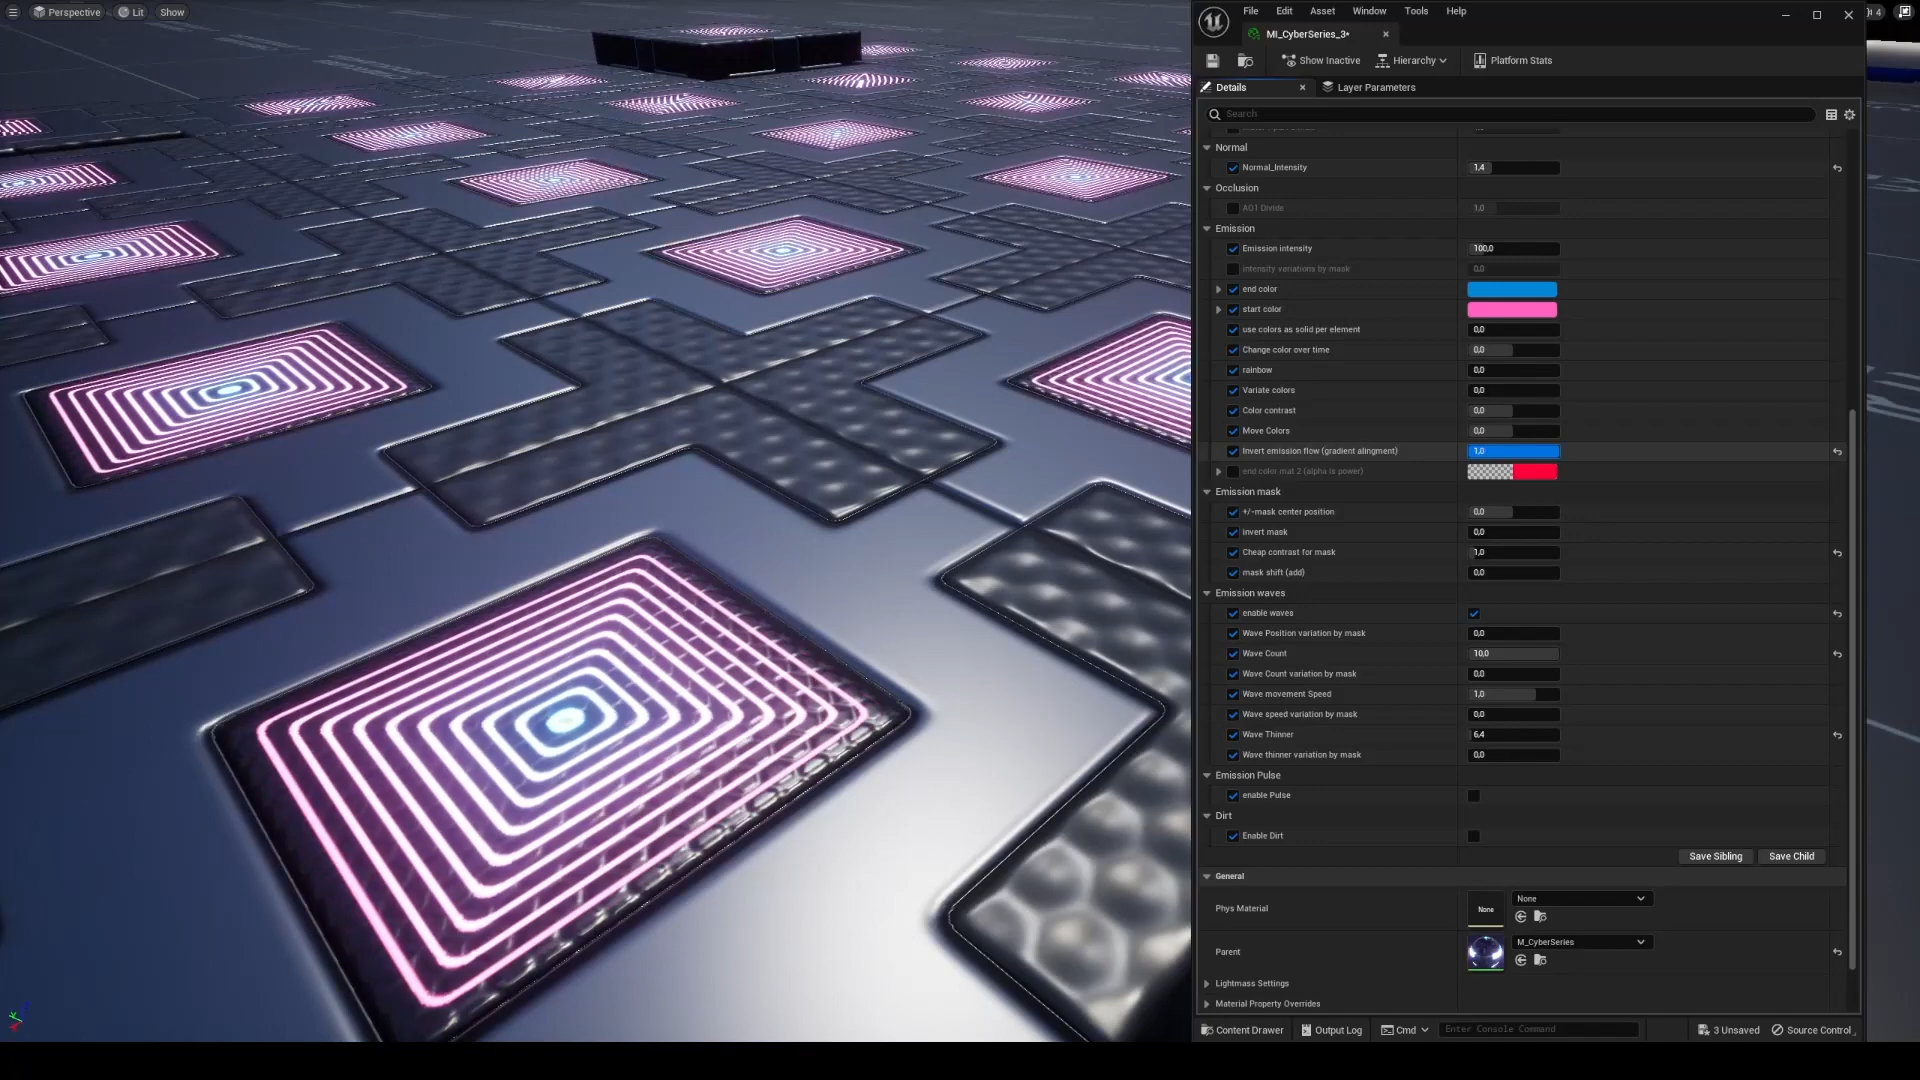 Perspective Lit Show
File Edit Asset Window Tools Help
MI_CyberSeries_3*
Show Inactive Hierarchy Platform Stats
Details Layer Parameters
Search
Normal
Normal_Intensity 1,4
Occlusion
AO1 Divide 1,0
Emission
Emission intensity 100,0
intensity variations by mask 0,0
end color
start color
use colors as solid per element 0,0
Change color over time 0,0
rainbow 0,0
Variate colors 0,0
Color contrast 0,0
Move Colors 0,0
Invert emission flow (gradient alingment) 1,0
end color mat 2 (alpha is power)
Emission mask
+/-mask center position 0,0
invert mask 0,0
Cheap contrast for mask 1,0
mask shift (add) 0,0
Emission waves
enable waves
Wave Position variation by mask 0,0
Wave Count 10,0
Wave Count variation by mask 0,0
Wave movement Speed 1,0
Wave speed variation by mask 0,0
Wave Thinner 6,4
Wave thinner variation by mask 0,0
Emission Pulse
enable Pulse
Dirt
Enable Dirt
Save Sibling Save Child
General
Phys Material None None
Parent M_CyberSeries
Lightmass Settings
Material Property Overrides
Content Drawer Output Log Cmd Enter Console Command 3 Unsaved Source Control
4